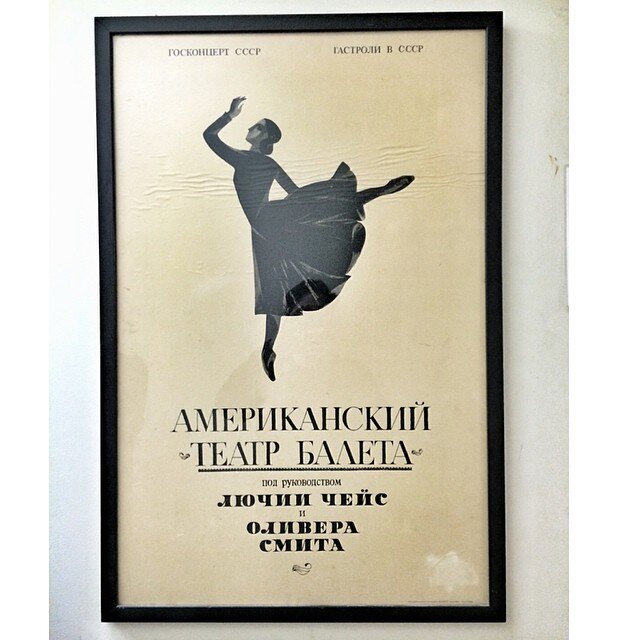 ГОСКОНЦЕРТ СССР
ГАСТРОЛИ В СССР
АМЕРИКАНСКИЙ
ТЕАТР БАЛЕТА
ПОД РУКОВОДСТВОМ
ЛЮЧИИ ЧЕЙС
И
ОЛИВЕРА
СМИТА